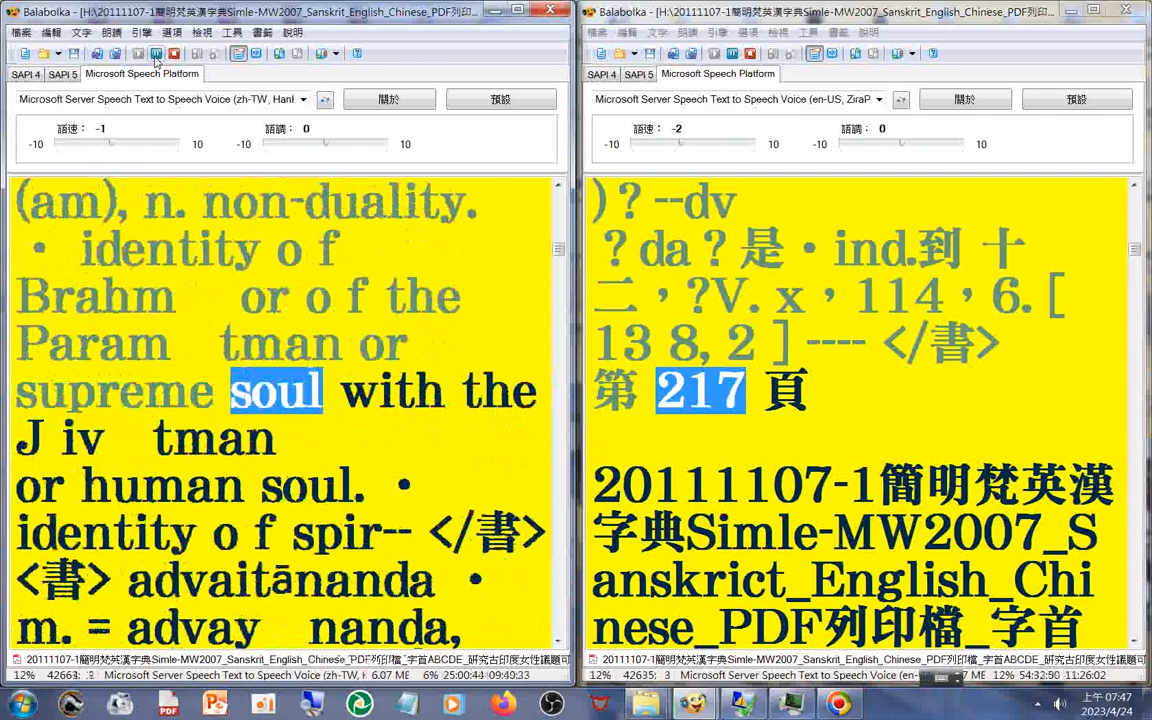 Balabolka - [H:\20111107-1簡明梵英漢字典Simle-MW2007_Sanskrit_English_Chinese_PDF列印...
檔案 編輯 文字 朗讀 引擎 選項 檢視 工具 書籤 說明
SAPI 4 SAPI 5 Microsoft Speech Platform
Microsoft Server Speech Text to Speech Voice (zh-TW, Hanl
關於 預設
語速： -1 語調： 0
-10 10 -10 10
(am), n. non-duality.
• identity o f
Brahm or o f the
Param tman or
supreme soul with the
J iv tman
or human soul. •
identity o f spir-- </書>
<書> advaitānanda •
m. = advay nanda,
20111107-1簡明梵英漢字典Simle-MW2007_Sanskrit_English_Chinese_PDF列印檔_字首ABCDE_研究古印度女性議題可
12% 42663: Microsoft Server Speech Text to Speech Voice (zh-TW, 6.07 MB 6% 25:00:44
Balabolka - [H:\20111107-1簡明梵英漢字典Simle-MW2007_Sanskrit_English_Chinese_PDF列印...
檔案 編輯 文字 朗讀 引擎 選項 檢視 工具 書籤 說明
SAPI 4 SAPI 5 Microsoft Speech Platform
Microsoft Server Speech Text to Speech Voice (en-US, ZiraP
關於 預設
語速： -2 語調： 0
-10 10 -10 10
)？--dv
？da？是•ind.到 十
二，?V. x，114，6. [
13 8, 2 ] ---- </書>
第 217 頁
20111107-1簡明梵英漢
字典Simle-MW2007_S
anskrict_English_Chi
nese_PDF列印檔_字首
20111107-1簡明梵英漢字典Simle-MW2007_Sanskrit_English_Chinese_PDF列印檔_字首ABCDE_研究古印度女性議題可
12% 42635: 3 Microsoft Server Speech Text to Speech Voice 12% 54:32:50 11:26:02
上午 07:47
2023/4/24